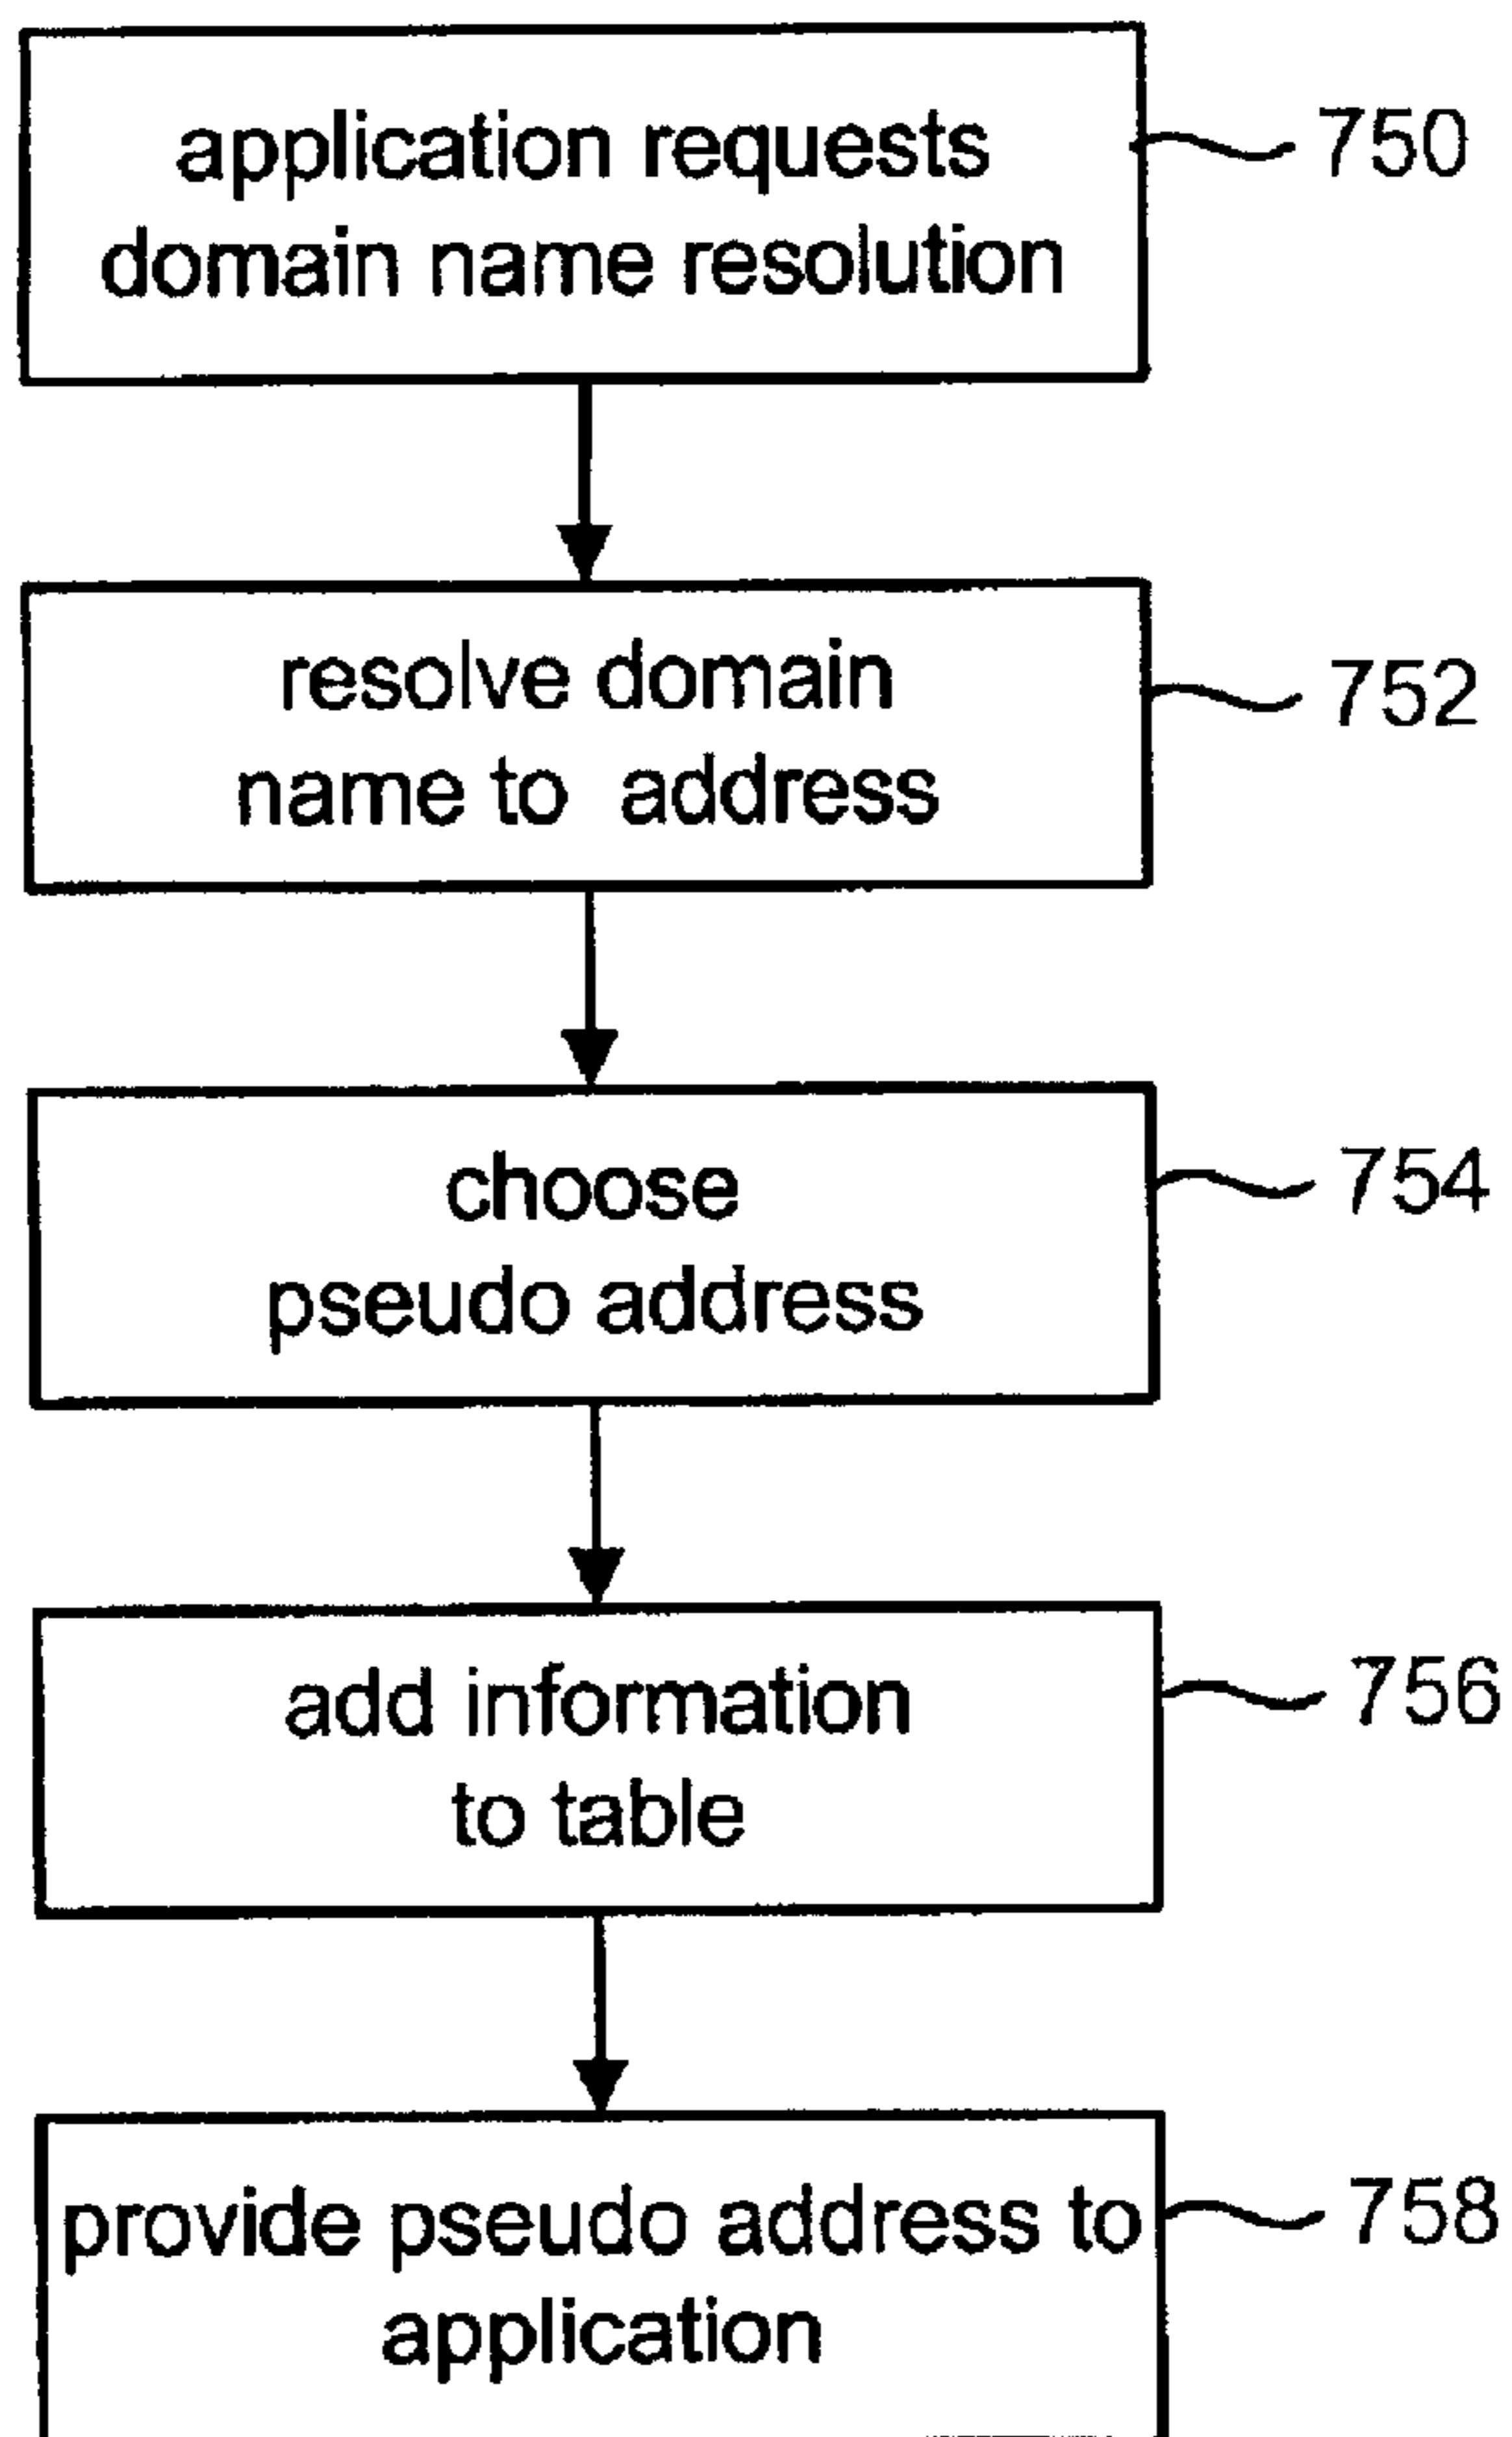 application requests
domain name resolution
750
resolve domain
name to address
752
choose
pseudo address
754
add information
to table
756
provide pseudo address to
application
758